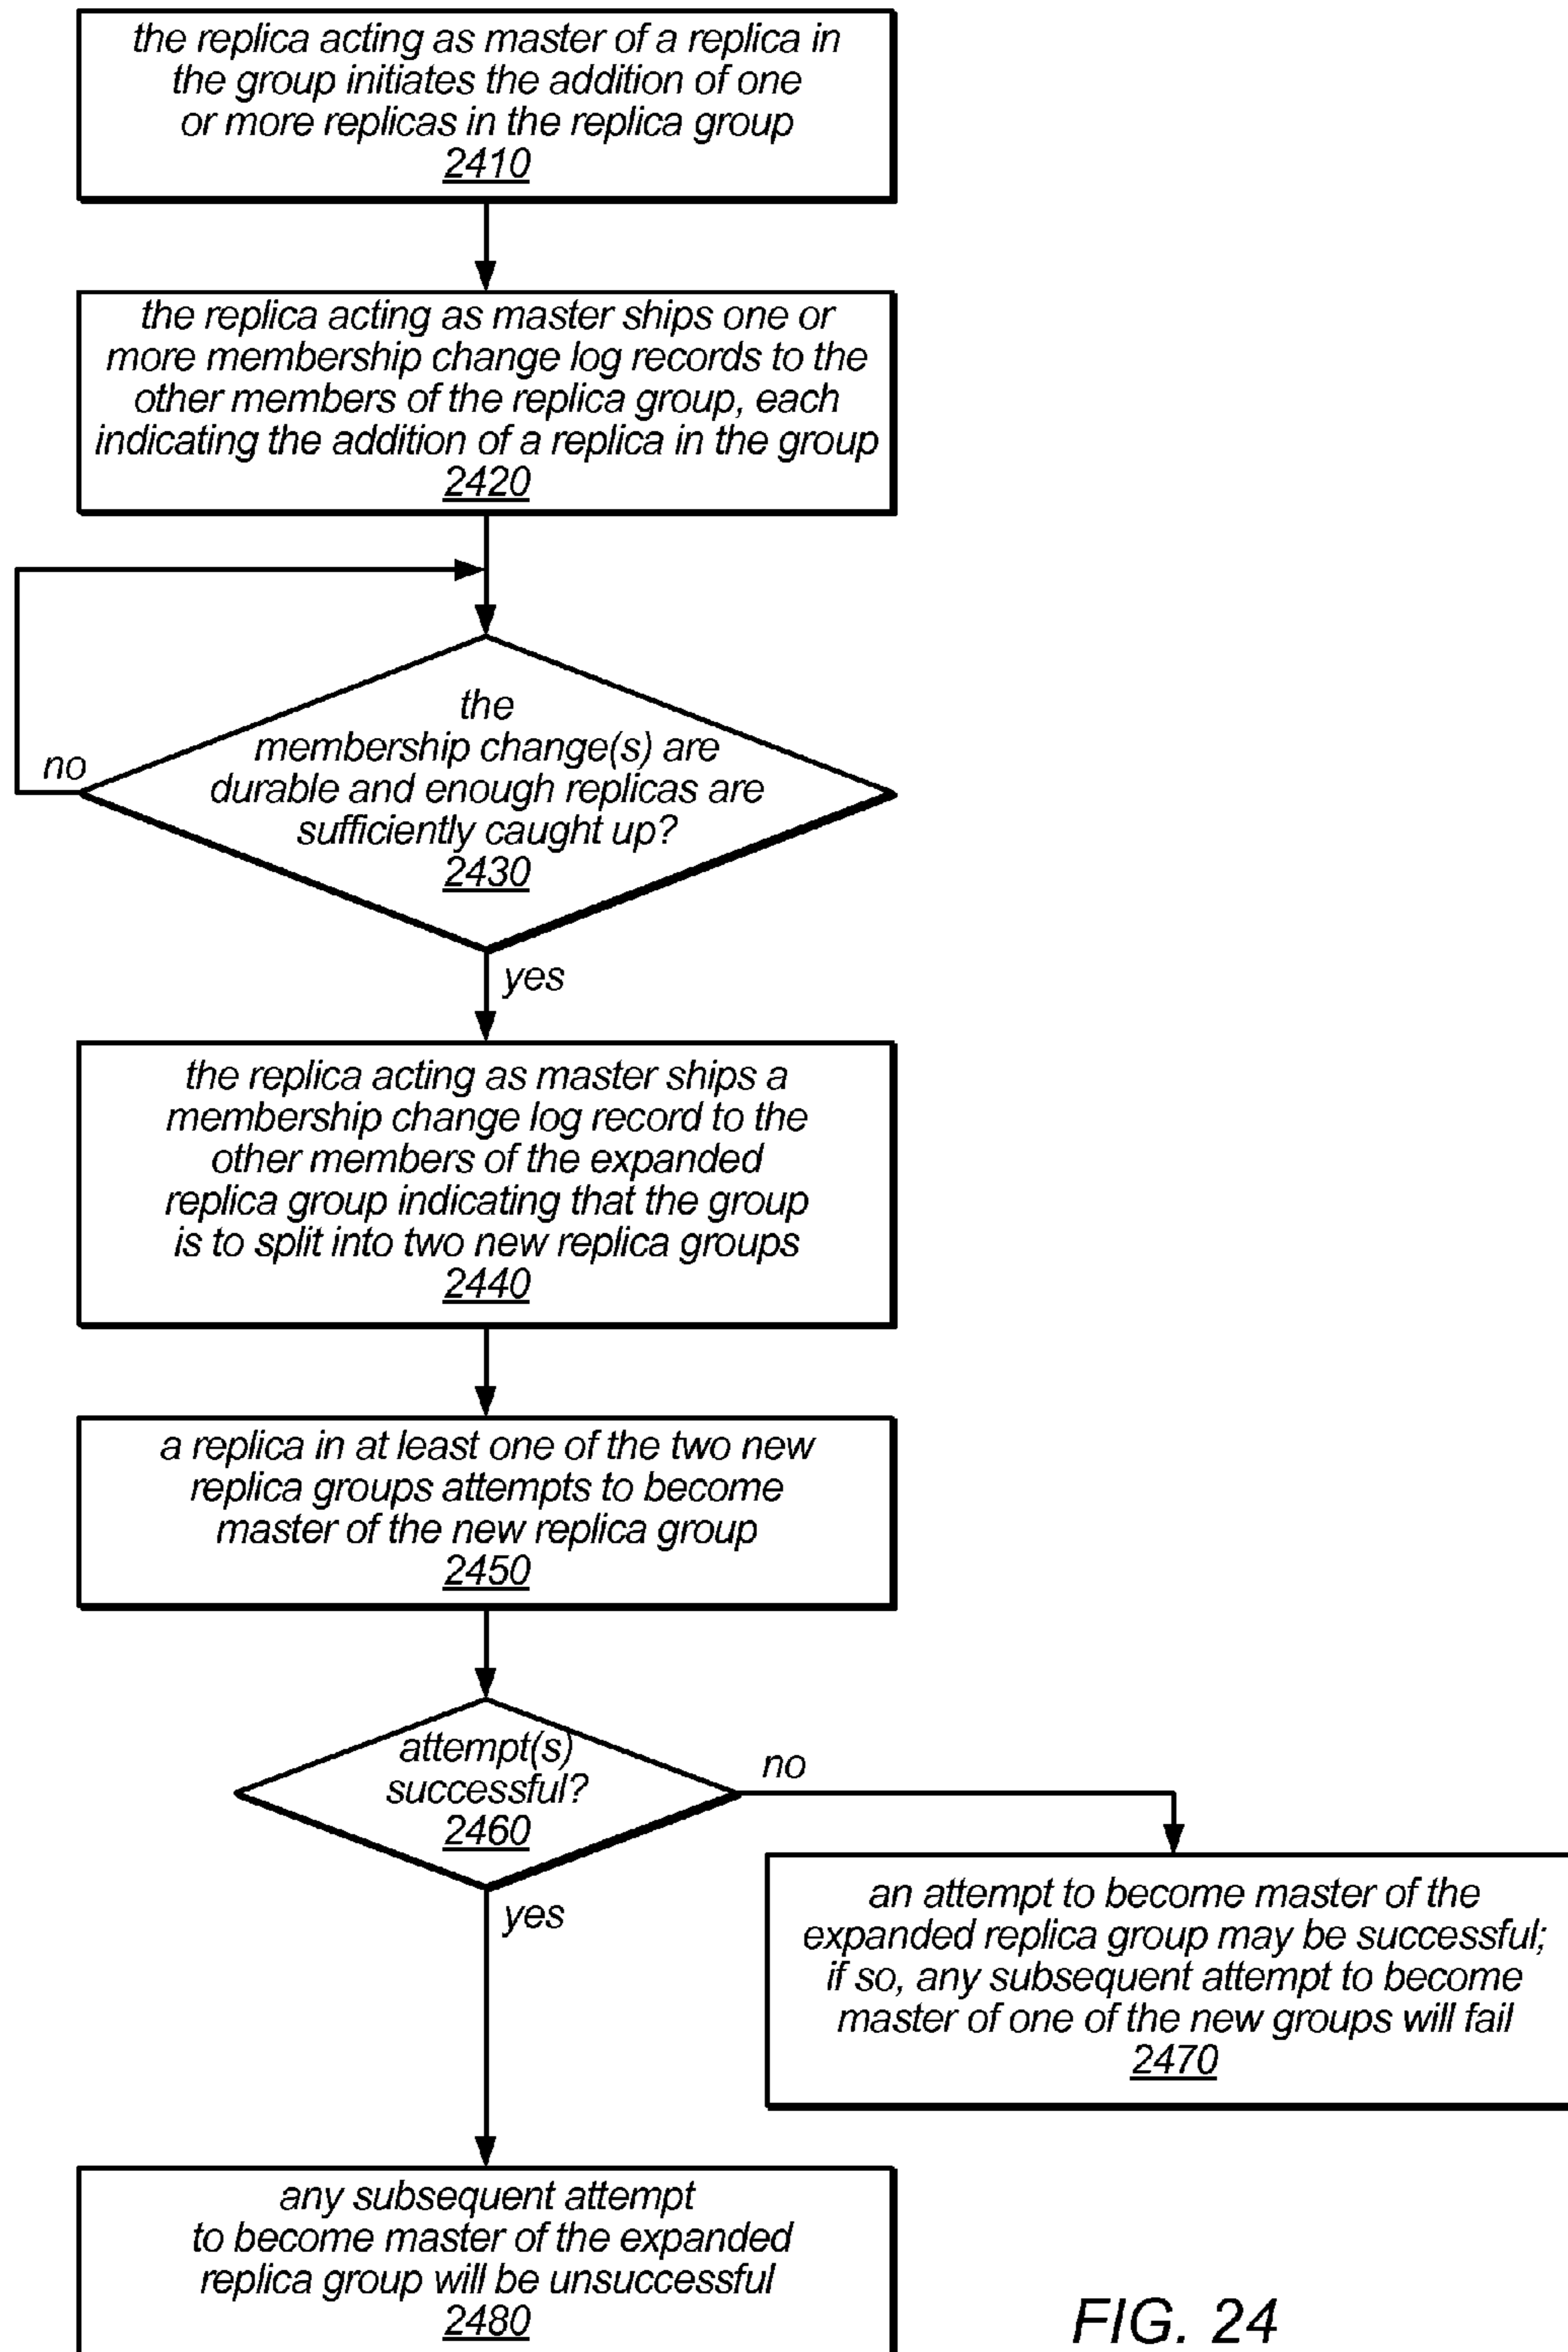 the replica acting as master of a replica in
the group initiates the addition of one
or more replicas in the replica group
2410
the replica acting as master ships one or
more membership change log records to the
other members of the replica group, each
indicating the addition of a replica in the group
2420
the
membership change(s) are
durable and enough replicas are
sufficiently caught up?
2430
no
yes
the replica acting as master ships a
membership change log record to the
other members of the expanded
replica group indicating that the group
is to split into two new replica groups
2440
a replica in at least one of the two new
replica groups attempts to become
master of the new replica group
2450
attempt(s)
successful?
2460
no
yes
an attempt to become master of the
expanded replica group may be successful;
if so, any subsequent attempt to become
master of one of the new groups will fail
2470
any subsequent attempt
to become master of the expanded
replica group will be unsuccessful
2480
FIG. 24